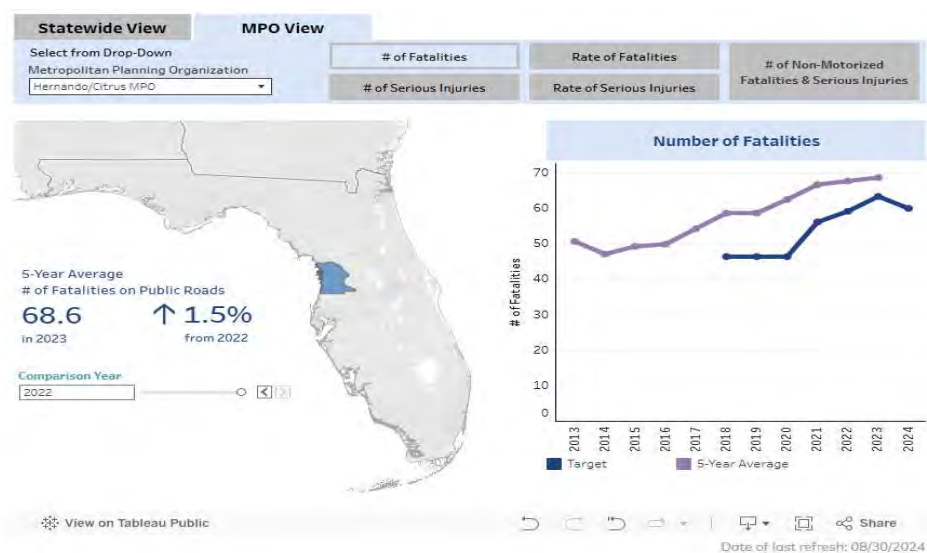 Statewide View
MPO View
Select from Drop-Down
Metropolitan Planning Organization
Hernando/Citrus MPO
# of Fatalities
Rate of Fatalities
# of Non-Motorized
Fatalities & Serious Injuries
# of Serious Injuries
Rate of Serious Injuries
5-Year Average
# of Fatalities on Public Roads
68.6
↑ 1.5%
in 2023
from 2022
Comparison Year
2022
Number of Fatalities
# of Fatalities
70
60
50
40
30
20
10
0
2013
2014
2015
2016
2017
2018
2019
2020
2021
2022
2023
2024
Target
5-Year Average
View on Tableau Public
Share
Date of last refresh: 08/30/2024